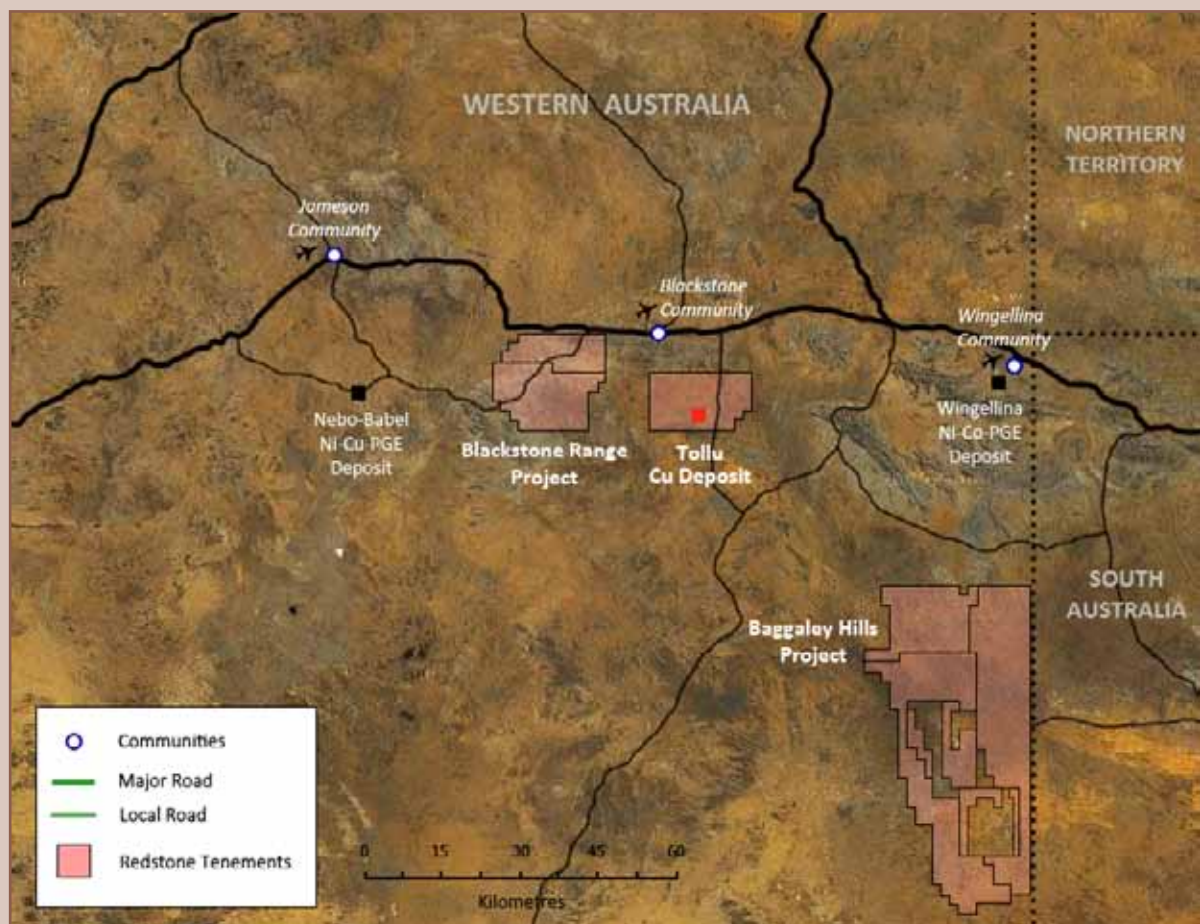 WESTERN AUSTRALIA
NORTHERN
TERRITORY
Jameson
Community
Blackstone
Community
Wingellina
Community
Nebo-Babel
Ni-Cu-PGE
Deposit
Blackstone Range
Project
Tollu
Cu Deposit
Wingellina
Ni-Co-PGE
Deposit
SOUTH
AUSTRALIA
Baggaley Hills
Project
Communities
Major Road
Local Road
Redstone Tenements
0 15 30 45 60
Kilometres